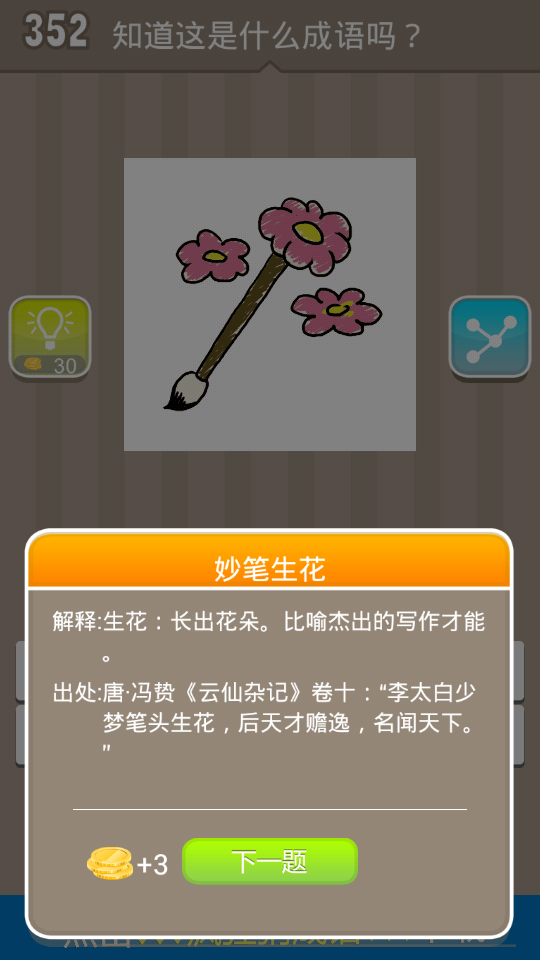 352 知道这是什么成语吗？
30
妙笔生花
解释:生花：长出花朵。比喻杰出的写作才能
。
出处:唐·冯贽《云仙杂记》卷十：“李太白少
梦笔头生花，后天才赡逸，名闻天下。
”
+3 下一题